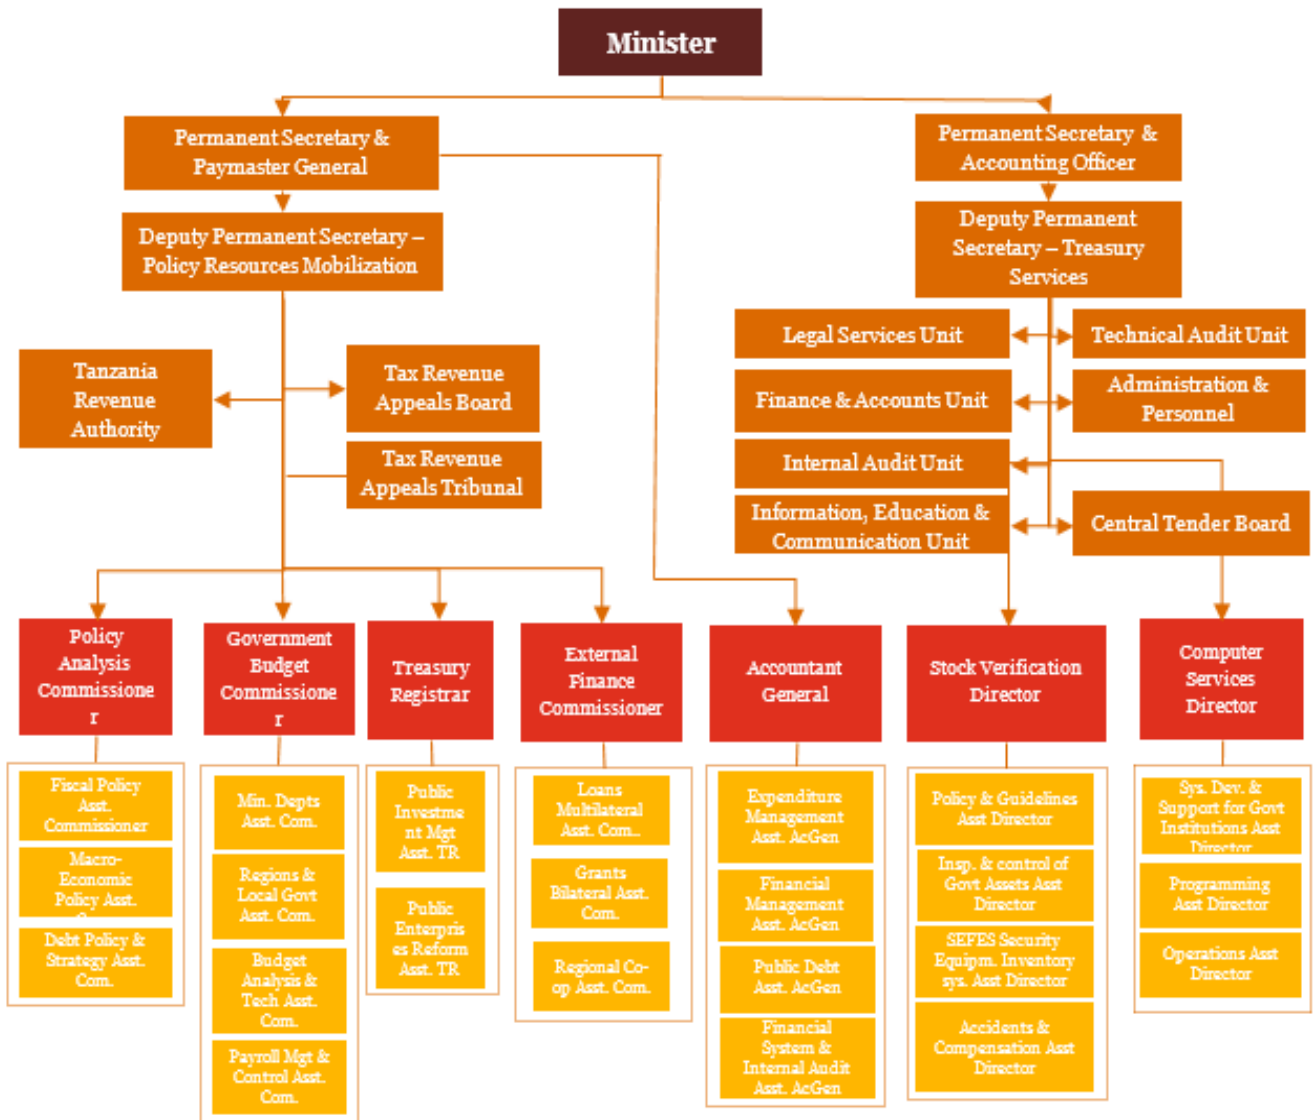 Minister
Permanent Secretary &
Paymaster General
Permanent Secretary &
Accounting Officer
Deputy Permanent Secretary –
Policy Resources Mobilization
Deputy Permanent
Secretary – Treasury
Services
Legal Services Unit
Technical Audit Unit
Tanzania
Revenue
Authority
Tax Revenue
Appeals Board
Finance & Accounts Unit
Administration &
Personnel
Tax Revenue
Appeals Tribunal
Internal Audit Unit
Information, Education &
Communication Unit
Central Tender Board
Policy
Analysis
Commissione
r
Government
Budget
Commissione
r
Treasury
Registrar
External
Finance
Commissioner
Accountant
General
Stock Verification
Director
Computer
Services
Director
Fiscal Policy
Asst.
Commissioner
Macro-
Economic
Policy Asst.
Debt Policy &
Strategy Asst.
Com.
Min. Depts
Asst. Com.
Regions &
Local Govt
Asst. Com.
Budget
Analysis &
Tech Asst.
Com.
Payroll Mgt &
Control Asst.
Com.
Public
Investme
nt Mgt
Asst. TR
Public
Enterpris
es Reform
Asst. TR
Loans
Multilateral
Asst. Com..
Grants
Bilateral Asst.
Com.
Regional Co-
op Asst. Com.
Expenditure
Management
Asst. AcGen
Financial
Management
Asst. AcGen
Public Debt
Asst. AcGen
Financial
System &
Internal Audit
Asst. AcGen
Policy & Guidelines
Asst Director
Insp. & control of
Govt Assets Asst
Director
SEFES Security
Equipm. Inventory
sys. Asst Director
Accidents &
Compensation Asst
Director
Sys. Dev. &
Support for Govt
Institutions Asst
Director
Programming
Asst Director
Operations Asst
Director